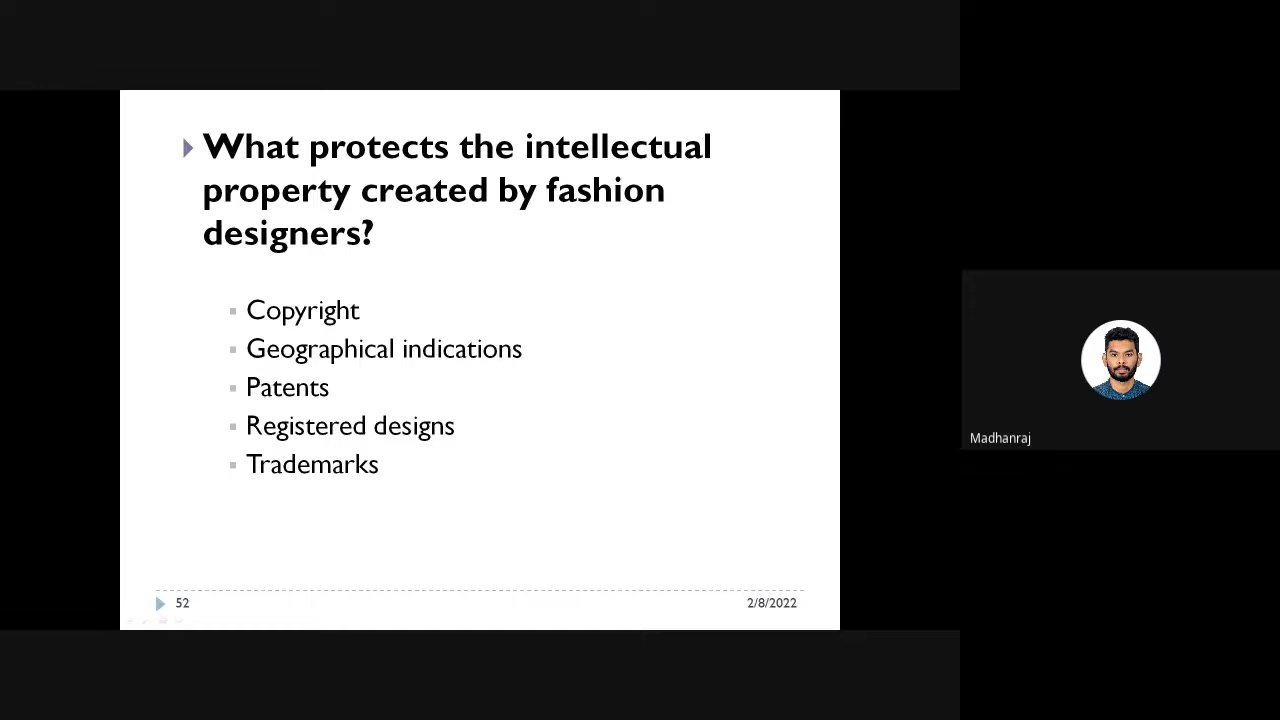 What protects the intellectual
property created by fashion
designers?
Copyright
Geographical indications
Patents
Registered designs
Trademarks
52
2/8/2022
Madhanraj